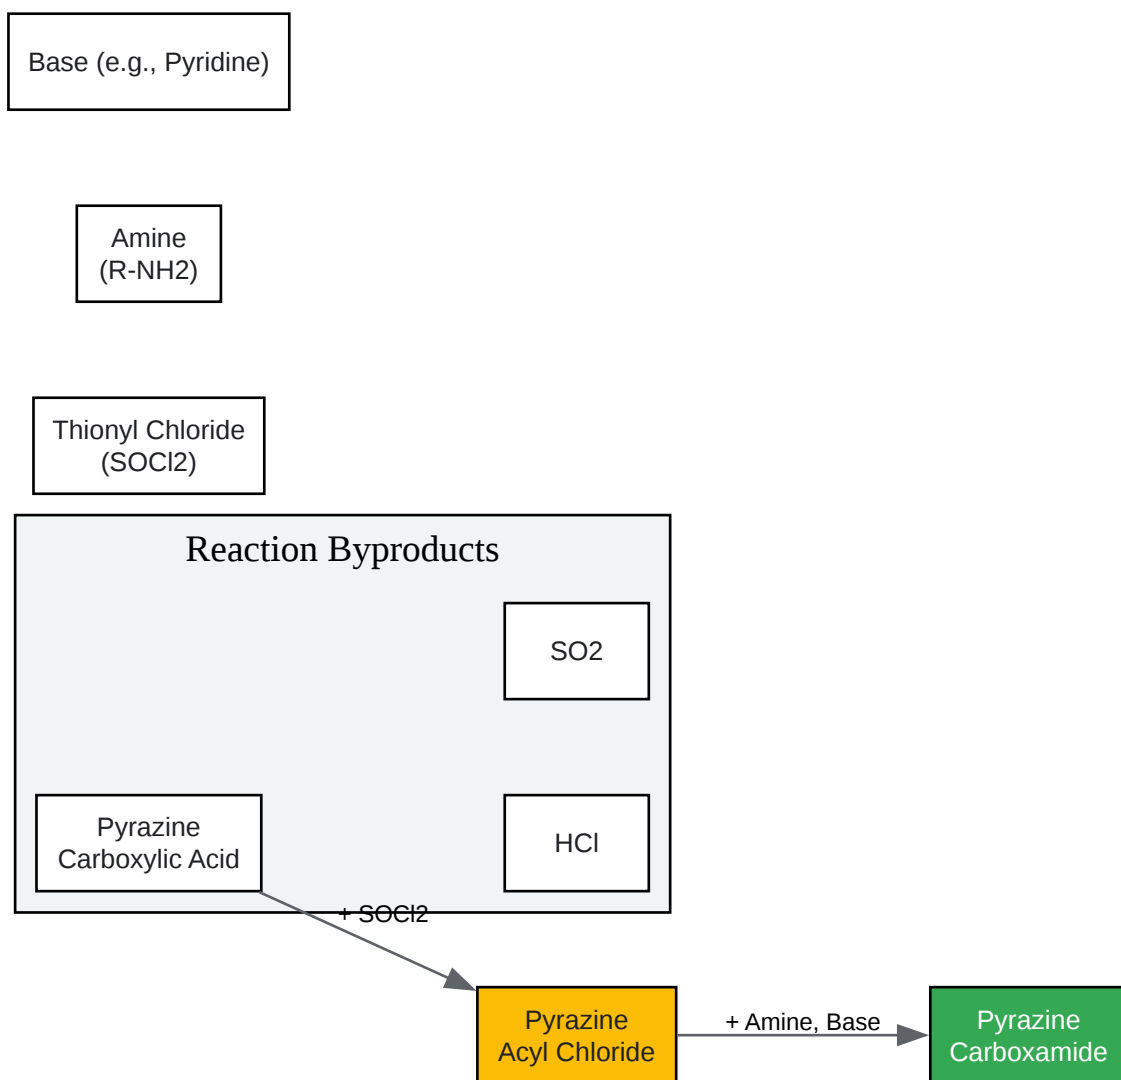 Base (e.g., Pyridine)
Amine
(R-NH2)
Thionyl Chloride
(SOCl2)
Reaction Byproducts
SO2
Pyrazine
Carboxylic Acid
HCl
+ SOCl2
Pyrazine
Acyl Chloride
+ Amine, Base
Pyrazine
Carboxamide